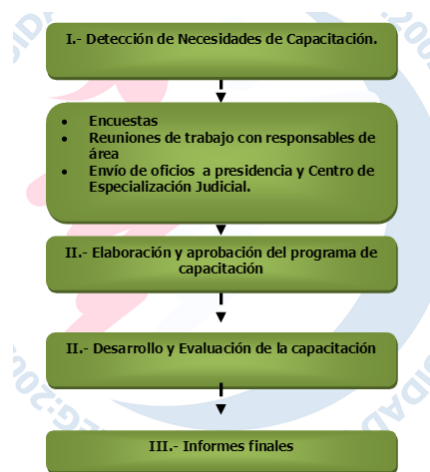 I.- Detección de Necesidades de Capacitación.
• Encuestas
• Reuniones de trabajo con responsables de
área
• Envío de oficios a presidencia y Centro de
Especialización Judicial.
II.- Elaboración y aprobación del programa de
capacitación
II.- Desarrollo y Evaluación de la capacitación
III.- Informes finales